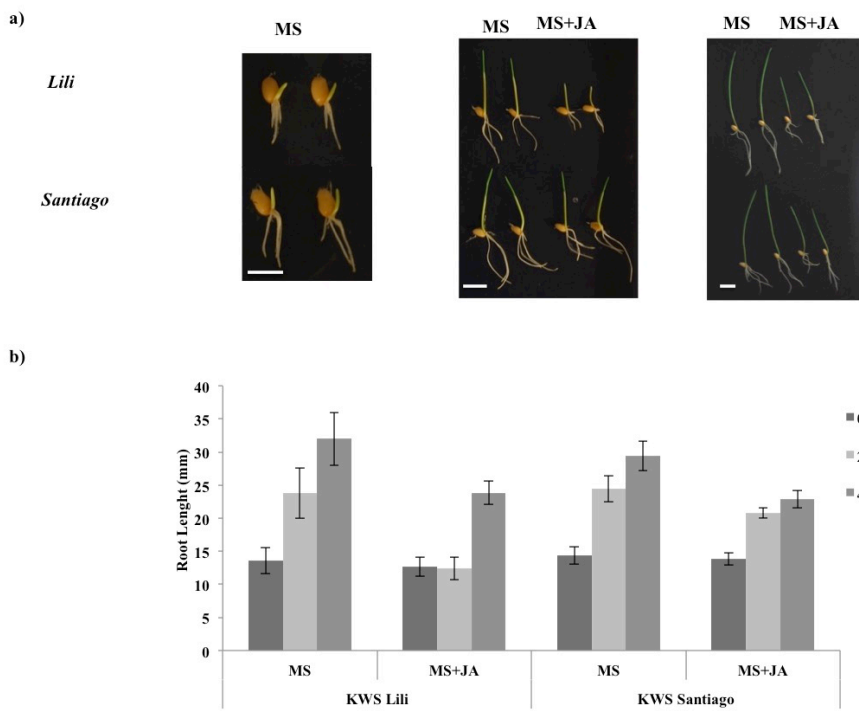 a)
MS
MS MS+JA
MS MS+JA
Lili
Santiago
b)
Root Lenght (mm)
40
35
30
25
20
15
10
5
0
MS
MS+JA
MS
MS+JA
KWS Lili
KWS Santiago